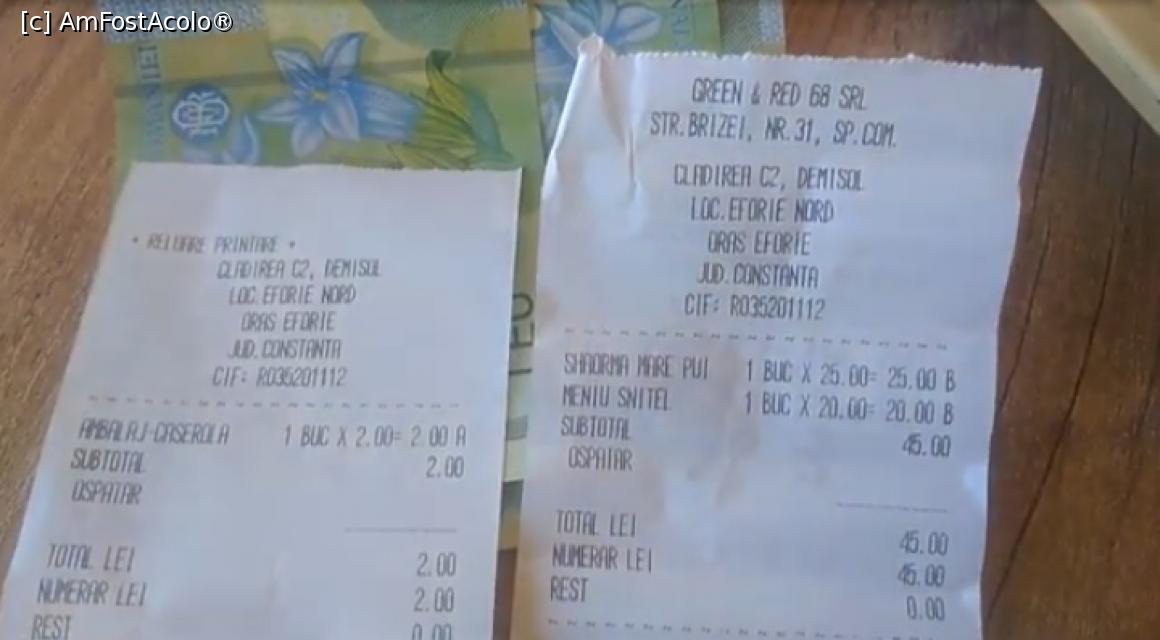 [c] AmFostAcolo®
GREEN & RED 68 SRL
STR.BRIZEI, NR.31, SP.COM.
CLADIREA C2, DEMISOL
LOC.EFORIE NORD
ORAS EFORIE
JUD.CONSTANTA
CIF: RO35201112
SHAORMA MARE PUI 1 BUC X 25.00= 25.00 B
MENIU SNITEL 1 BUC X 20.00= 20.00 B
SUBTOTAL 45.00
OSPATAR
TOTAL LEI 45.00
NUMERAR LEI 45.00
REST 0.00
* RELUARE PRINTARE *
CLADIREA C2, DEMISOL
LOC.EFORIE NORD
ORAS EFORIE
JUD.CONSTANTA
CIF: RO35201112
AMBALAJ-CASEROLA 1 BUC X 2.00= 2.00 A
SUBTOTAL 2.00
OSPATAR
TOTAL LEI 2.00
NUMERAR LEI 2.00
REST 0.00